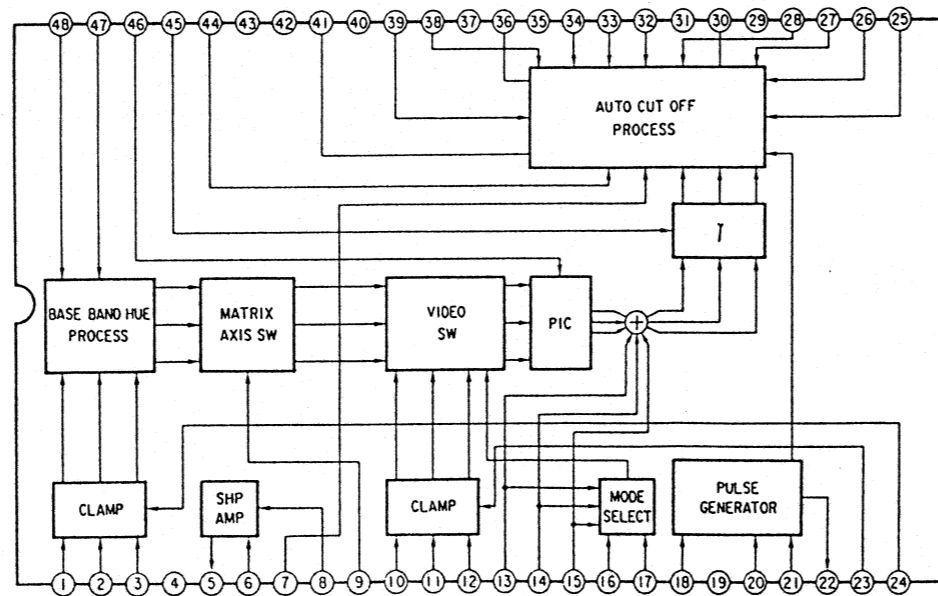 48 47 46 45 44 43 42 41 40 39 38 37 36 35 34 33 32 31 30 29 28 27 26 25
AUTO CUT OFF
PROCESS
γ
BASE BAND HUE
PROCESS
MATRIX
AXIS SW
VIDEO
SW
PIC
+
CLAMP
SHP
AMP
CLAMP
MODE
SELECT
PULSE
GENERATOR
1 2 3 4 5 6 7 8 9 10 11 12 13 14 15 16 17 18 19 20 21 22 23 24